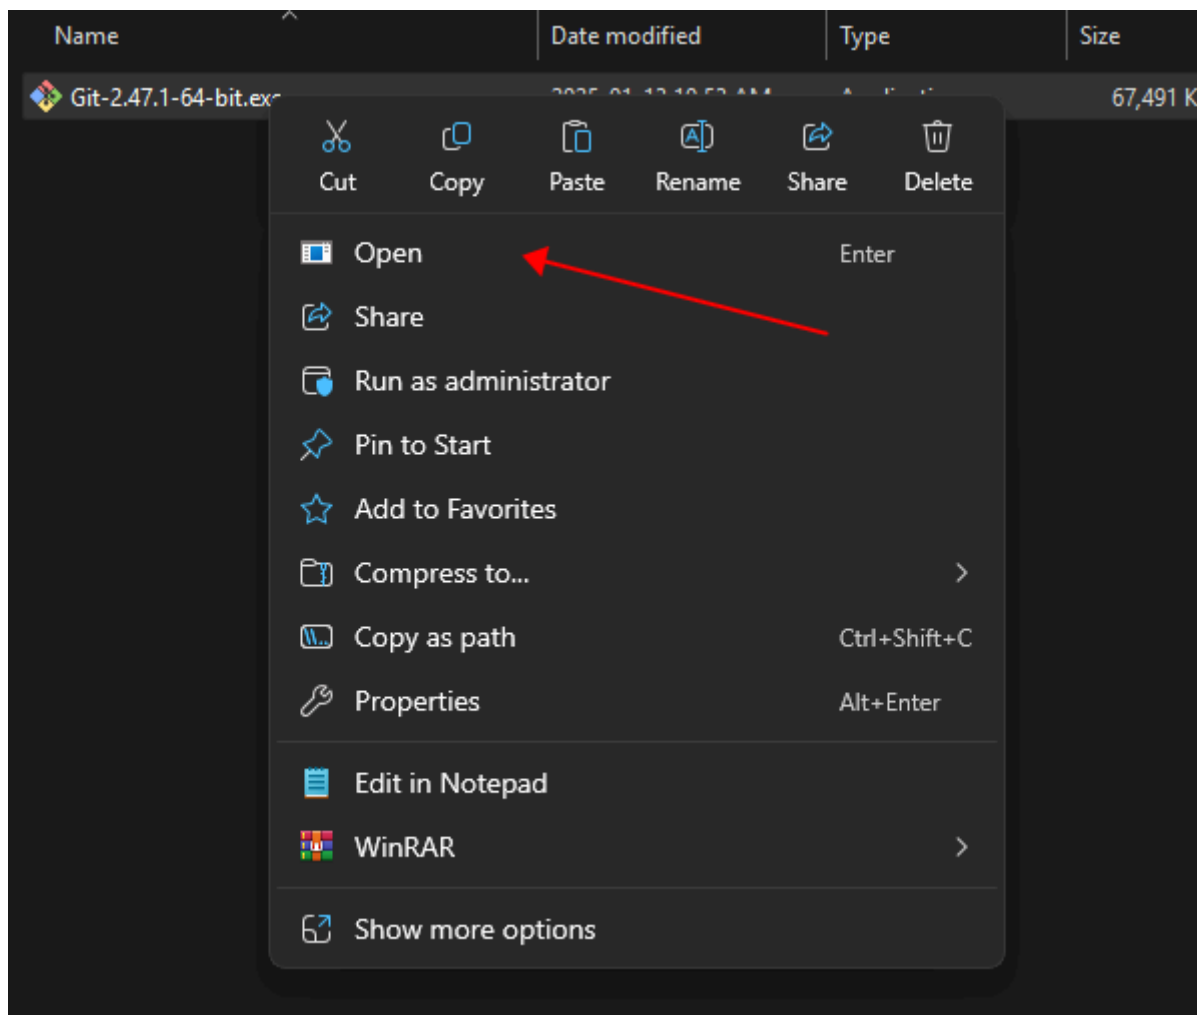 Name Date modified Type Size
Git-2.47.1-64-bit.exe 67,491 K
Cut Copy Paste Rename Share Delete
Open Enter
Share
Run as administrator
Pin to Start
Add to Favorites
Compress to... 
Copy as path Ctrl+Shift+C
Properties Alt+Enter
Edit in Notepad
WinRAR
Show more options